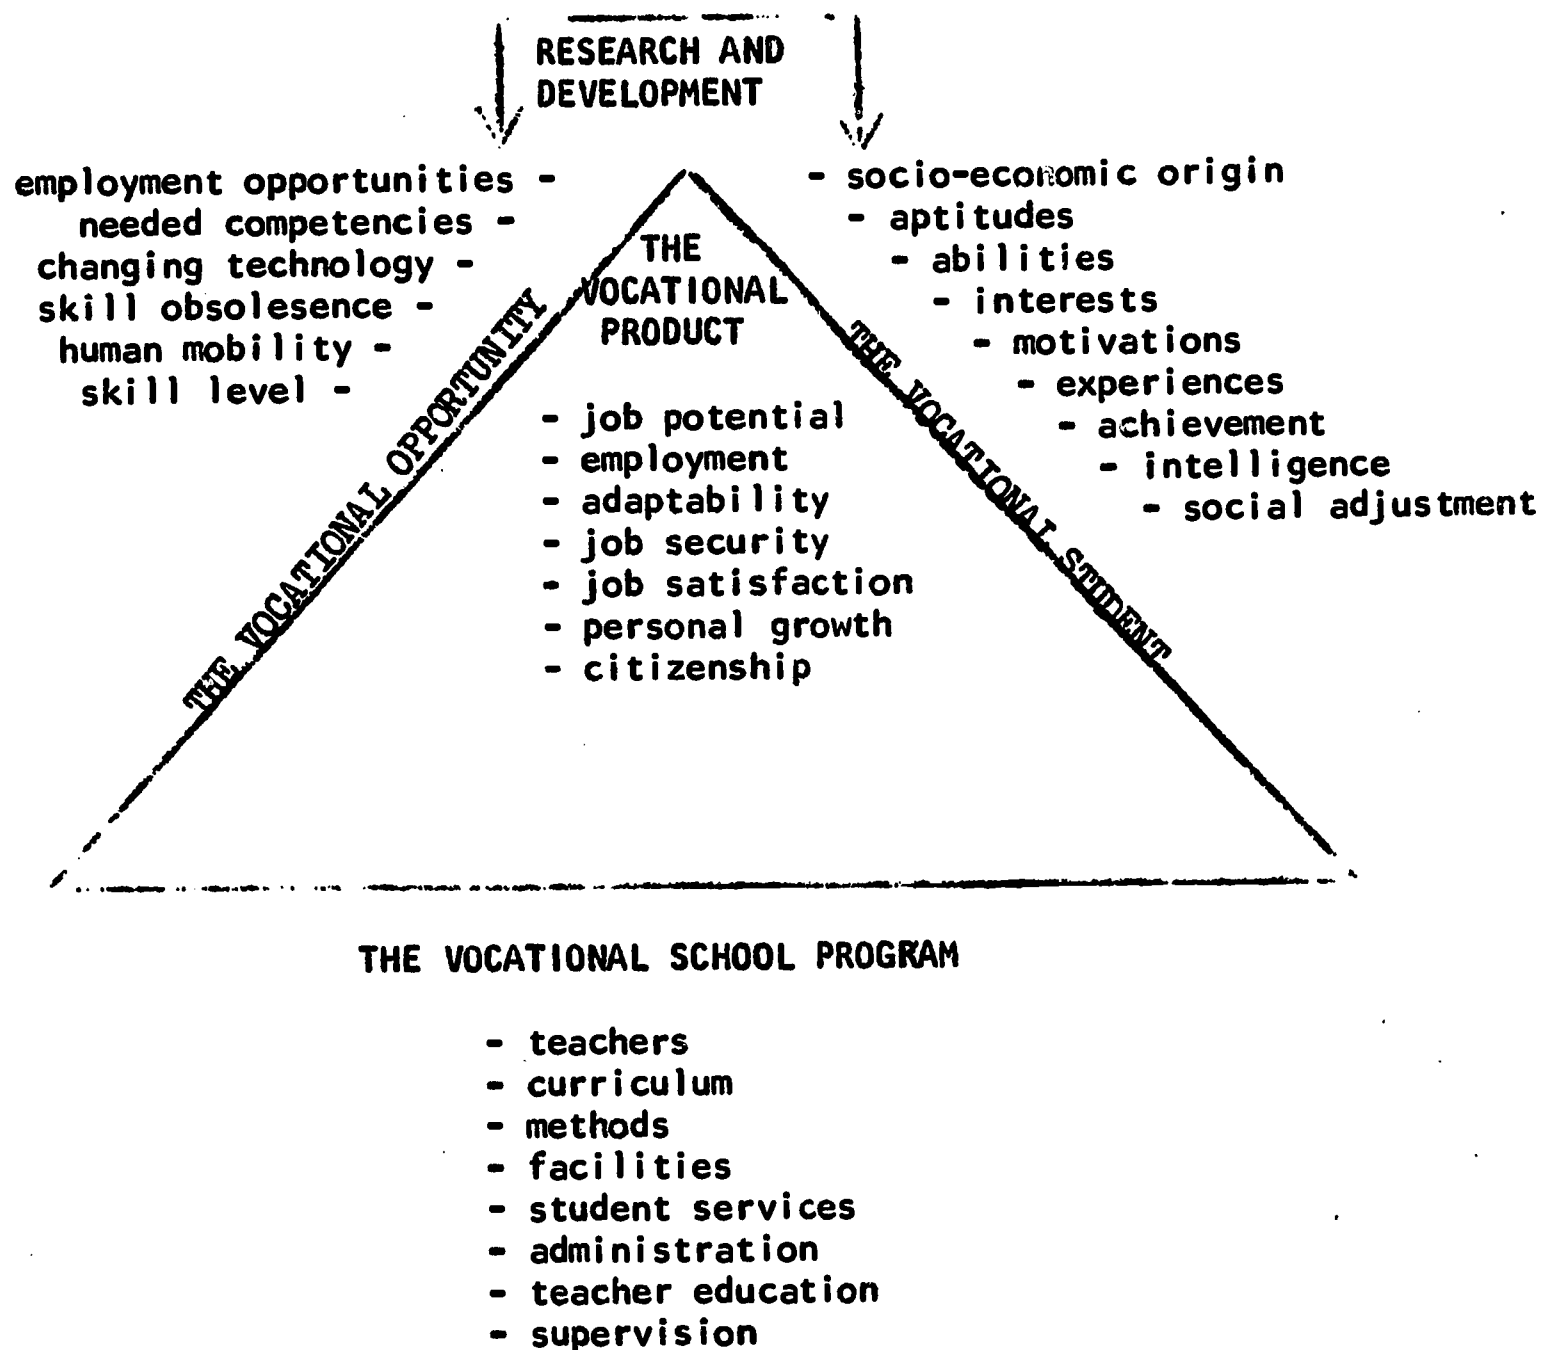 RESEARCH AND
DEVELOPMENT
employment opportunities -
needed competencies -
changing technology -
skill obsolesence -
human mobility -
skill level -
THE VOCATIONAL OPPORTUNITY
THE
VOCATIONAL
PRODUCT
- job potential
- employment
- adaptability
- job security
- job satisfaction
- personal growth
- citizenship
- socio-economic origin
- aptitudes
- abilities
- interests
- motivations
- experiences
- achievement
- intelligence
- social adjustment
THE VOCATIONAL STUDENT
THE VOCATIONAL SCHOOL PROGRAM
- teachers
- curriculum
- methods
- facilities
- student services
- administration
- teacher education
- supervision